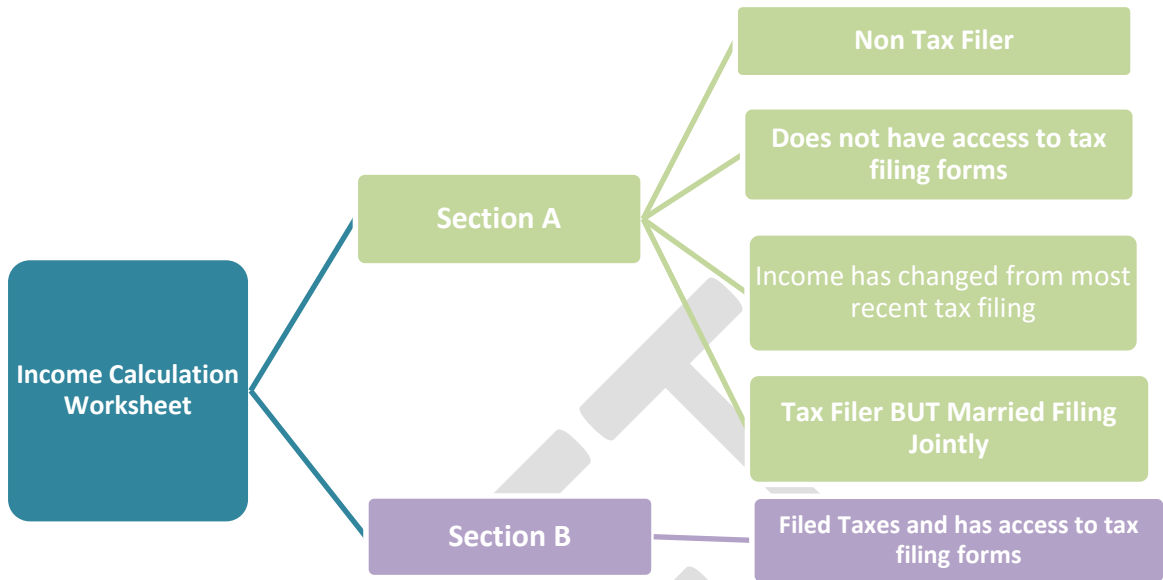 Non Tax Filer
Does not have access to tax
filing forms
Section A
Income has changed from most
recent tax filing
Income Calculation
Worksheet
Tax Filer BUT Married Filing
Jointly
Section B
Filed Taxes and has access to tax
filing forms